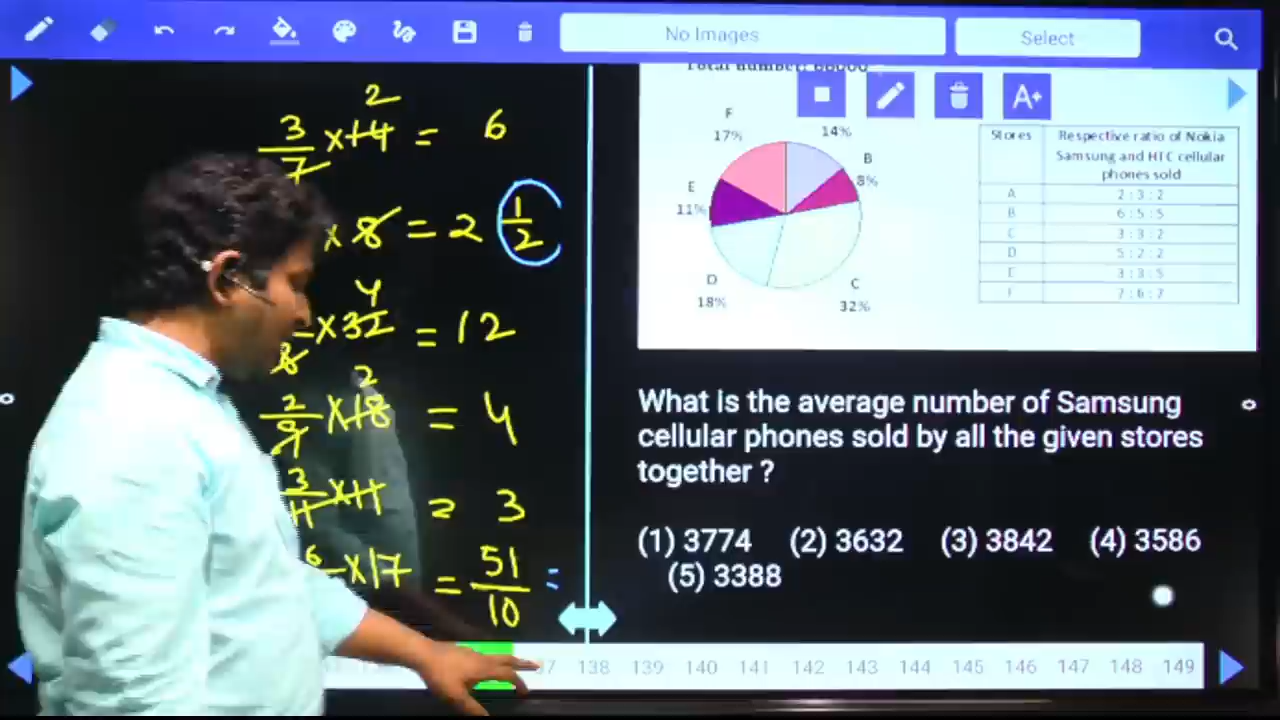 No Images
Select
A+
3/7 × 14 = 6
2
× 8 = 2 1/2
8 × 32 = 12
4
2/9 × 18 = 4
2
3/11 × 11 = 3
6 × 17 = 51/10 =
F
17%
14%
B
8%
E
11%
D
18%
C
32%
Stores Respective ratio of Nokia
Samsung and HTC cellular
phones sold
A 2 : 3 : 2
B 6 : 5 : 5
C 3 : 3 : 2
D 5 : 2 : 2
E 3 : 3 : 5
F 7 : 6 : 7
What is the average number of Samsung
cellular phones sold by all the given stores
together ?
(1) 3774 (2) 3632 (3) 3842 (4) 3586
(5) 3388
138 139 140 141 142 143 144 145 146 147 148 149